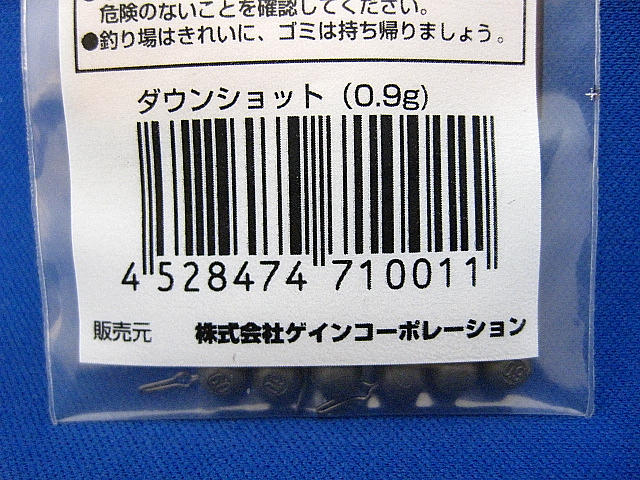 危険のないことを確認してください。
●釣り場はきれいに、ゴミは持ち帰りましょう。
ダウンショット（0.9g）
4 528474 710011
販売元 株式会社ゲインコーポレーション